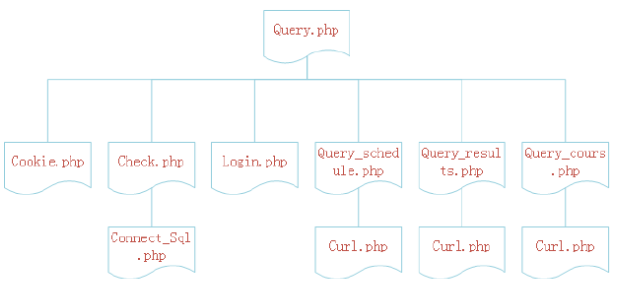 Query.php
Cookie.php
Check.php
Login.php
Query_sched
ule.php
Query_resul
ts.php
Query_cours
.php
Connect_Sql
.php
Curl.php
Curl.php
Curl.php